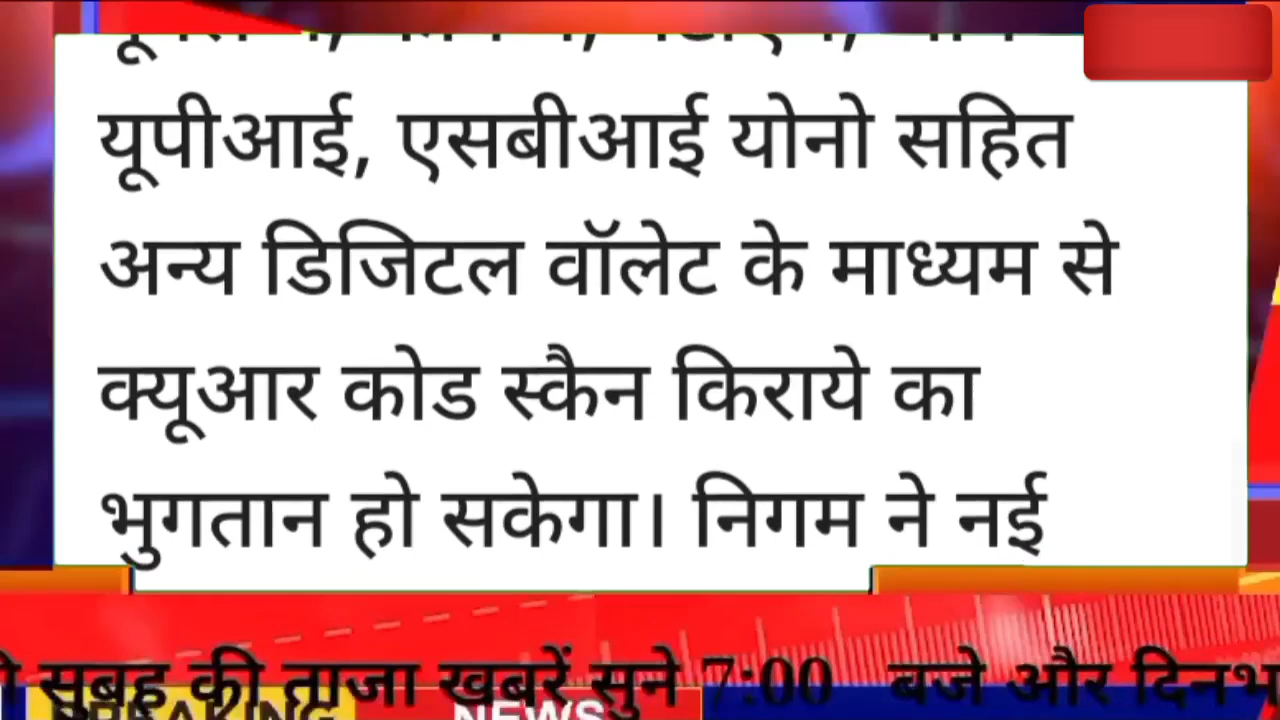 यूपीआई, एसबीआई योनो सहित
अन्य डिजिटल वॉलेट के माध्यम से
क्यूआर कोड स्कैन किराये का
भुगतान हो सकेगा। निगम ने नई
सुबह की ताजा खबरें सुने 7:00 बजे और
BREAKING NEWS